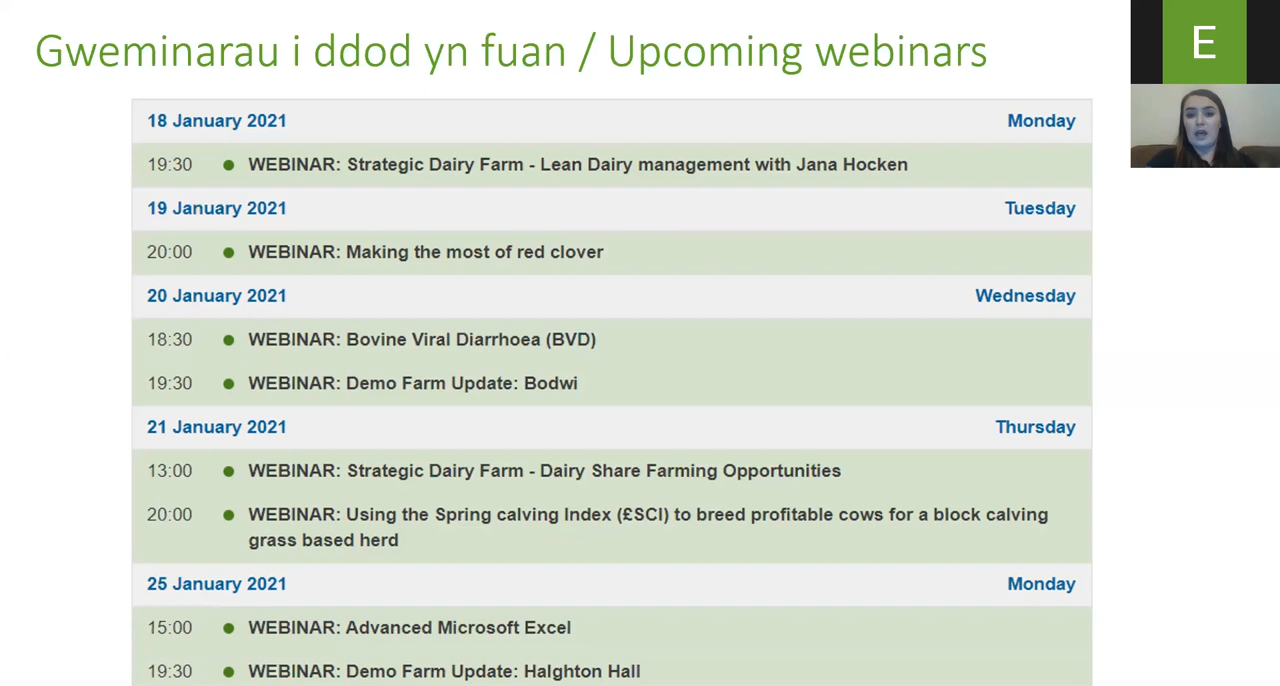 Gweminarau i ddod yn fuan / Upcoming webinars
E
18 January 2021 Monday
19:30 WEBINAR: Strategic Dairy Farm - Lean Dairy management with Jana Hocken
19 January 2021 Tuesday
20:00 WEBINAR: Making the most of red clover
20 January 2021 Wednesday
18:30 WEBINAR: Bovine Viral Diarrhoea (BVD)
19:30 WEBINAR: Demo Farm Update: Bodwi
21 January 2021 Thursday
13:00 WEBINAR: Strategic Dairy Farm - Dairy Share Farming Opportunities
20:00 WEBINAR: Using the Spring calving Index (£SCI) to breed profitable cows for a block calving
grass based herd
25 January 2021 Monday
15:00 WEBINAR: Advanced Microsoft Excel
19:30 WEBINAR: Demo Farm Update: Halghton Hall